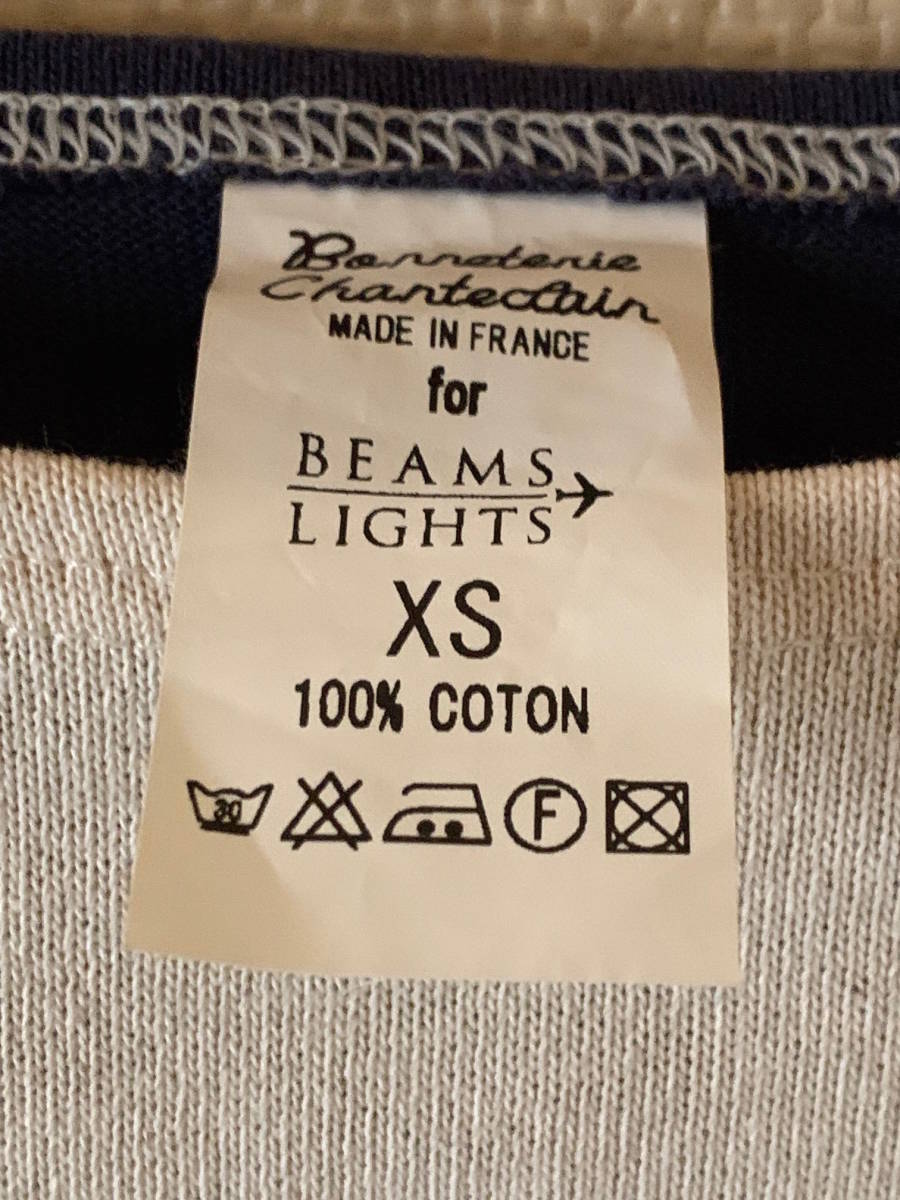 Bonneterie
Chanteclair
MADE IN FRANCE
for
BEAMS
LIGHTS
XS
100% COTON
30 F